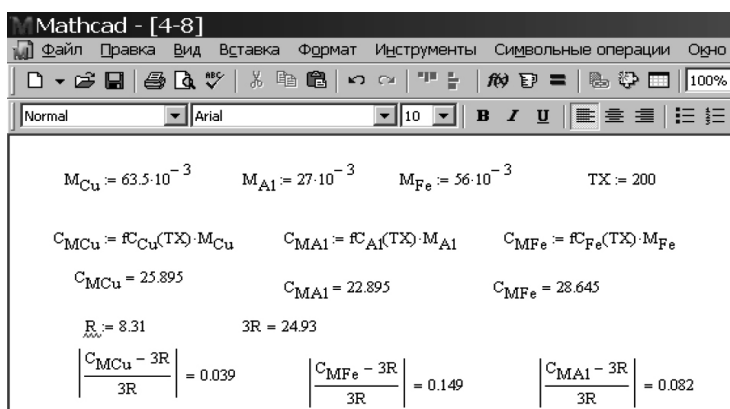 Mathcad - [4-8]
Файл Правка Вид Вставка Формат Инструменты Символьные операции Окно
100%
Normal Arial 10 B I U
M_Cu := 63.5·10^-3 M_Al := 27·10^-3 M_Fe := 56·10^-3 TX := 200
C_MCu := fC_Cu(TX)·M_Cu C_MAl := fC_Al(TX)·M_Al C_MFe := fC_Fe(TX)·M_Fe
C_MCu = 25.895 C_MAl = 22.895 C_MFe = 28.645
R := 8.31 3R = 24.93
|(C_MCu − 3R)/3R| = 0.039 |(C_MFe − 3R)/3R| = 0.149 |(C_MAl − 3R)/3R| = 0.082